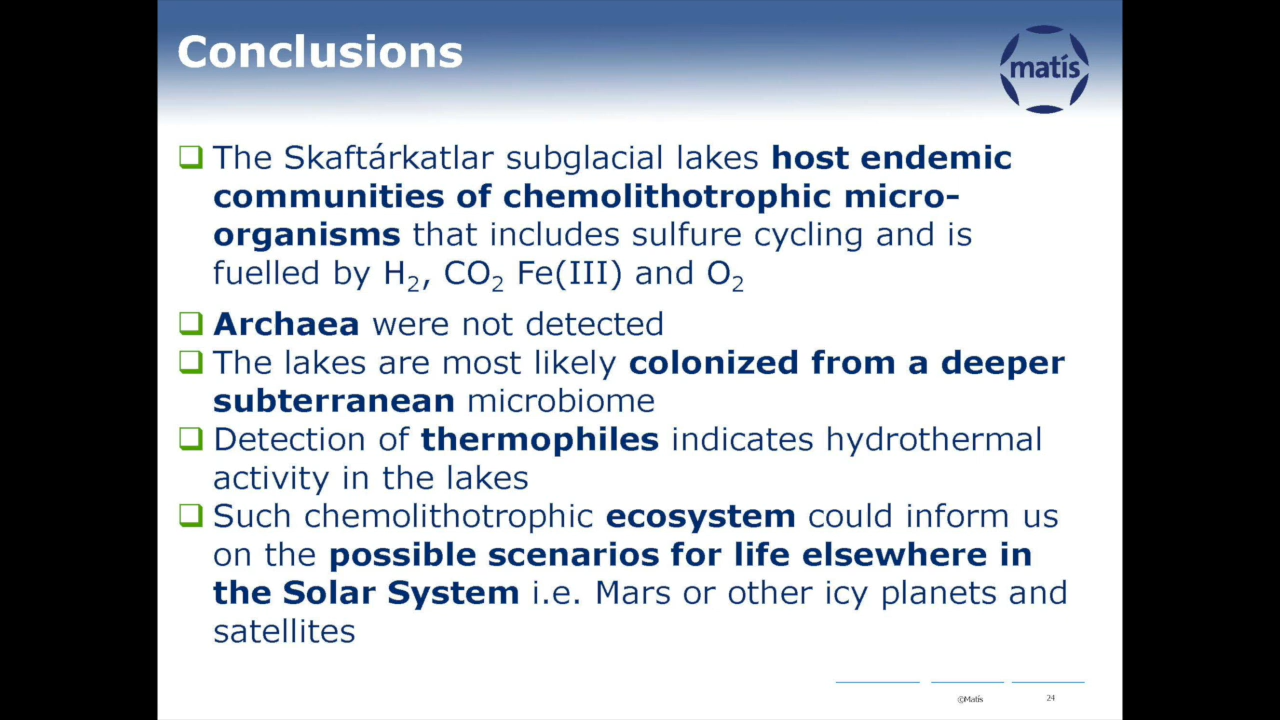 Conclusions
matís
The Skaftárkatlar subglacial lakes host endemic
communities of chemolithotrophic micro-
organisms that includes sulfure cycling and is
fuelled by H₂, CO₂ Fe(III) and O₂
Archaea were not detected
The lakes are most likely colonized from a deeper
subterranean microbiome
Detection of thermophiles indicates hydrothermal
activity in the lakes
Such chemolithotrophic ecosystem could inform us
on the possible scenarios for life elsewhere in
the Solar System i.e. Mars or other icy planets and
satellites
©Matís 24